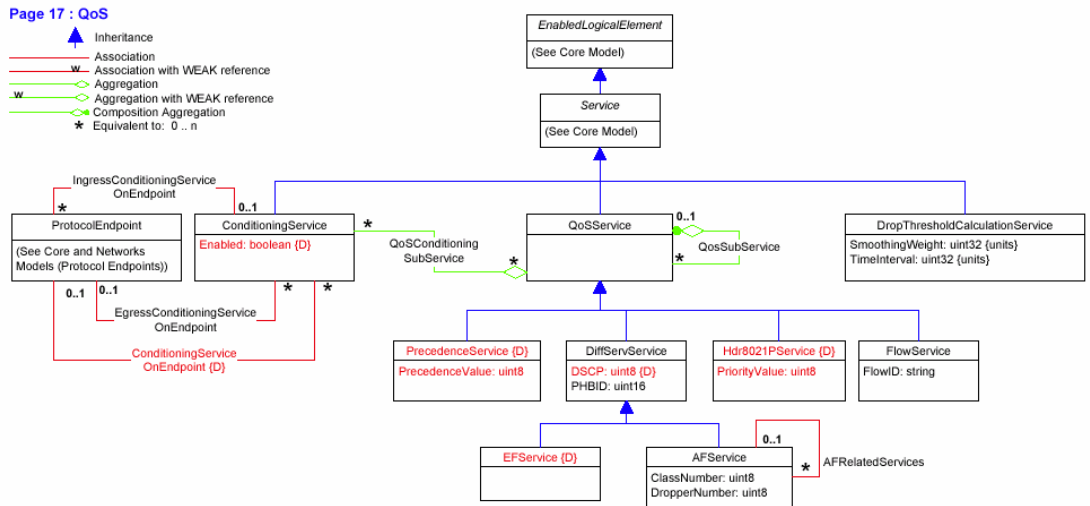 Page 17 : QoS
Inheritance
Association
w
Association with WEAK reference
Aggregation
w
Aggregation with WEAK reference
Composition Aggregation
* Equivalent to: 0 .. n
EnabledLogicalElement
(See Core Model)
Service
(See Core Model)
IngressConditioningService
OnEndpoint
*
0..1
ProtocolEndpoint
(See Core and Networks
Models (Protocol Endpoints))
ConditioningService
Enabled: boolean {D}
*
QoSConditioning
SubService
*
QoSService
0..1
QosSubService
*
DropThresholdCalculationService
SmoothingWeight: uint32 {units}
TimeInterval: uint32 {units}
0..1
0..1
*
*
EgressConditioningService
OnEndpoint
ConditioningService
OnEndpoint {D}
PrecedenceService {D}
PrecedenceValue: uint8
DiffServService
DSCP: uint8 {D}
PHBID: uint16
Hdr8021PService {D}
PriorityValue: uint8
FlowService
FlowID: string
EFService {D}
AFService
ClassNumber: uint8
DropperNumber: uint8
0..1
*
AFRelatedServices